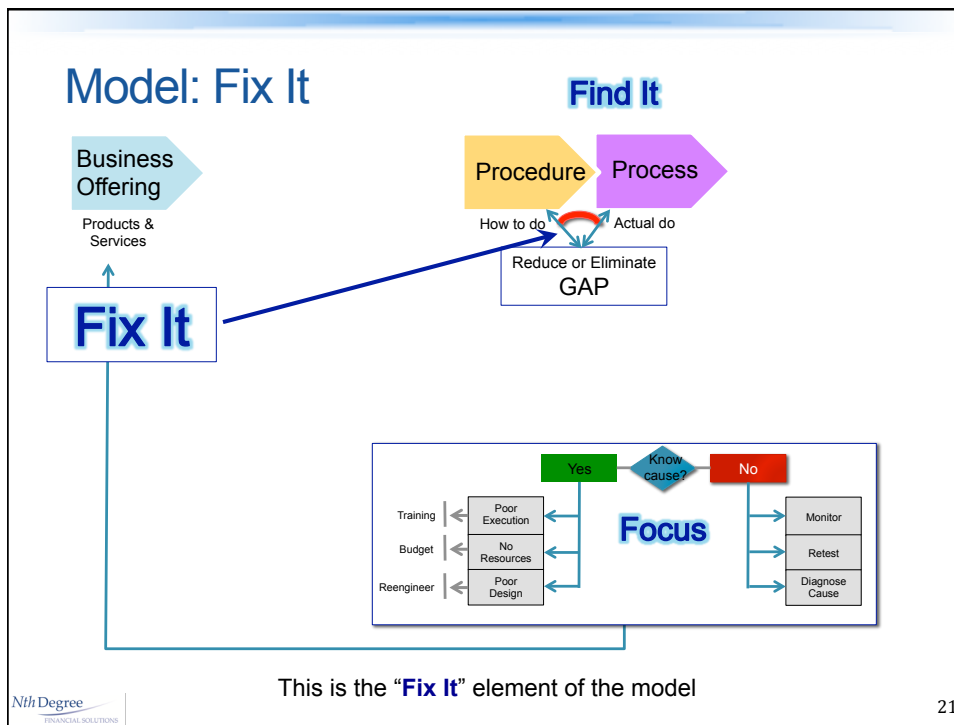 Model: Fix It
Find It
Business
Offering
Products &
Services
Procedure
Process
How to do
Actual do
Reduce or Eliminate
GAP
Fix It
Know
cause?
Yes
No
Focus
Training
Poor
Execution
Budget
No
Resources
Reengineer
Poor
Design
Monitor
Retest
Diagnose
Cause
This is the “Fix It” element of the model
Nth Degree
FINANCIAL SOLUTIONS
21